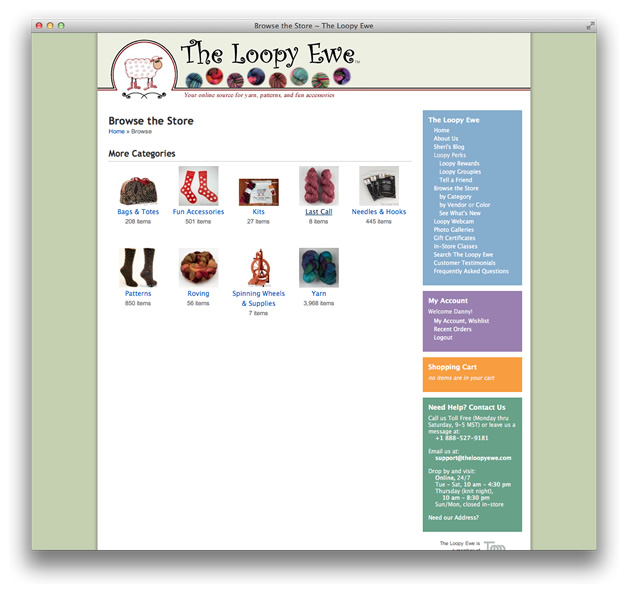 Browse the Store – The Loopy Ewe
The Loopy Ewe™
Your online source for yarn, patterns, and fun accessories
Browse the Store
Home » Browse
More Categories
Bags & Totes
208 items
Fun Accessories
501 items
Kits
27 items
Last Call
8 items
Needles & Hooks
445 items
Patterns
850 items
Roving
56 items
Spinning Wheels
& Supplies
7 items
Yarn
3,968 items
The Loopy Ewe
Home
About Us
Sheri's Blog
Loopy Perks
Loopy Rewards
Loopy Groupies
Tell a Friend
Browse the Store
by Category
by Vendor or Color
See What's New
Loopy Webcam
Photo Galleries
Gift Certificates
In-Store Classes
Search The Loopy Ewe
Customer Testimonials
Frequently Asked Questions
My Account
Welcome Danny!
My Account, Wishlist
Recent Orders
Logout
Shopping Cart
no items are in your cart
Need Help? Contact Us
Call us Toll Free (Monday thru
Saturday, 9-5 MST) or leave us a
message at:
+1 888-527-9181
Email us at:
support@theloopyewe.com
Drop by and visit:
Online, 24/7
Tue - Sat, 10 am - 4:30 pm
Thursday (knit night),
10 am - 8:30 pm
Sun/Mon, closed in-store
Need our Address?
The Loopy Ewe is